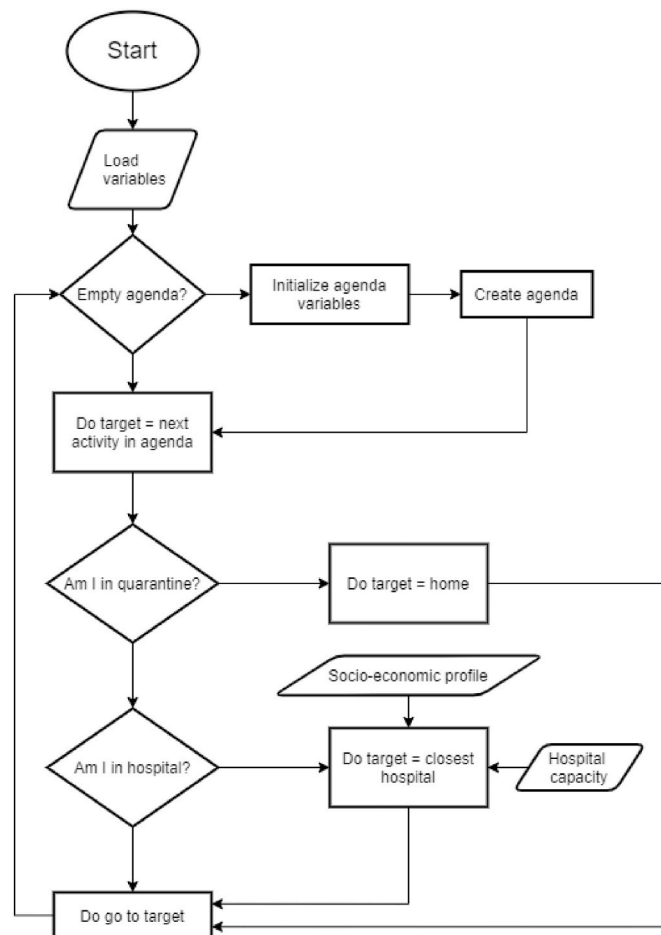 Start
Load
variables
Empty agenda?
Initialize agenda
variables
Create agenda
Do target = next
activity in agenda
Am I in quarantine?
Do target = home
Socio-economic profile
Am I in hospital?
Do target = closest
hospital
Hospital
capacity
Do go to target